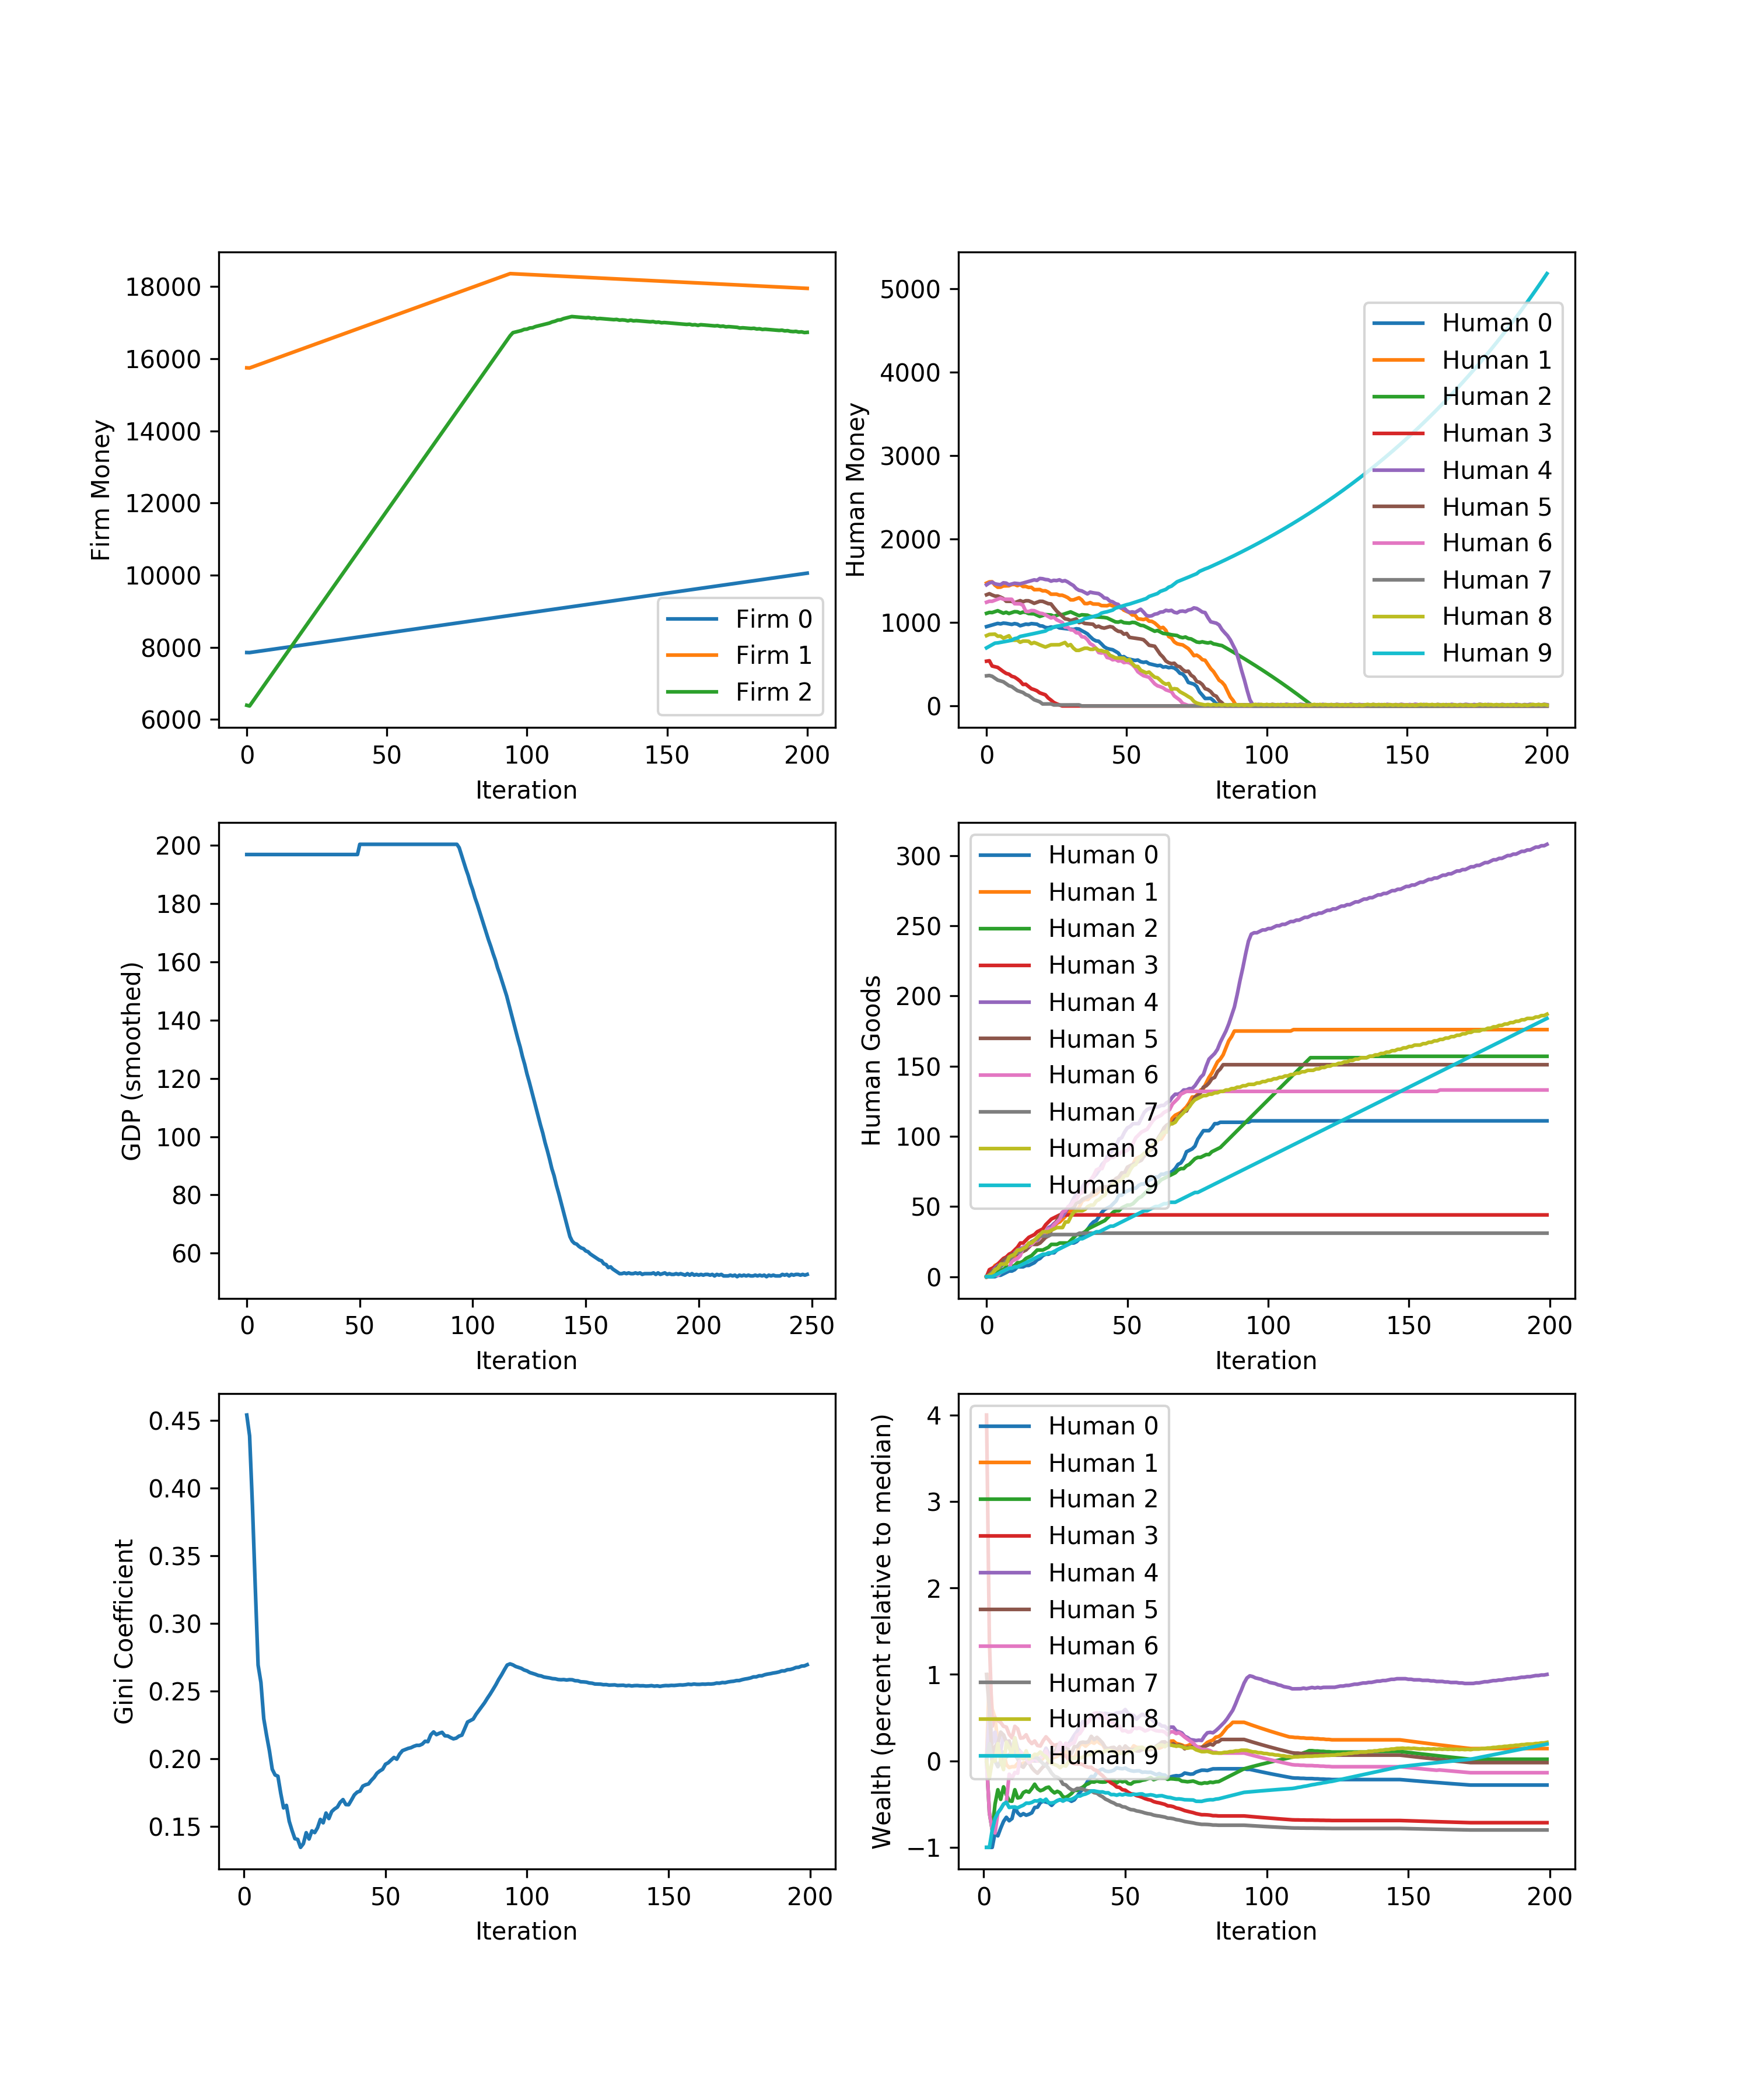 18000
16000
14000
12000
10000
8000
6000
Firm Money
0
50
100
150
200
Iteration
Firm 0
Firm 1
Firm 2
5000
4000
3000
2000
1000
0
Human Money
0
50
100
150
200
Iteration
Human 0
Human 1
Human 2
Human 3
Human 4
Human 5
Human 6
Human 7
Human 8
Human 9
200
180
160
140
120
100
80
60
GDP (smoothed)
0
50
100
150
200
250
Iteration
300
250
200
150
100
50
0
Human Goods
0
50
100
150
200
Iteration
Human 0
Human 1
Human 2
Human 3
Human 4
Human 5
Human 6
Human 7
Human 8
Human 9
0.45
0.40
0.35
0.30
0.25
0.20
0.15
Gini Coefficient
0
50
100
150
200
Iteration
4
3
2
1
0
−1
Wealth (percent relative to median)
0
50
100
150
200
Iteration
Human 0
Human 1
Human 2
Human 3
Human 4
Human 5
Human 6
Human 7
Human 8
Human 9